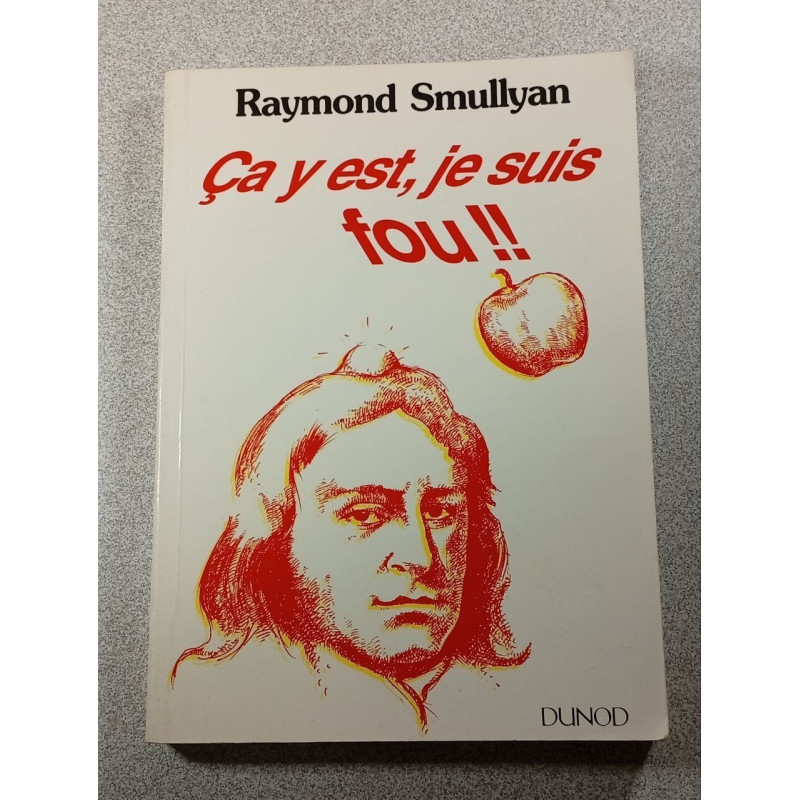 Raymond Smullyan
Ça y est, je suis
fou !!
DUNOD